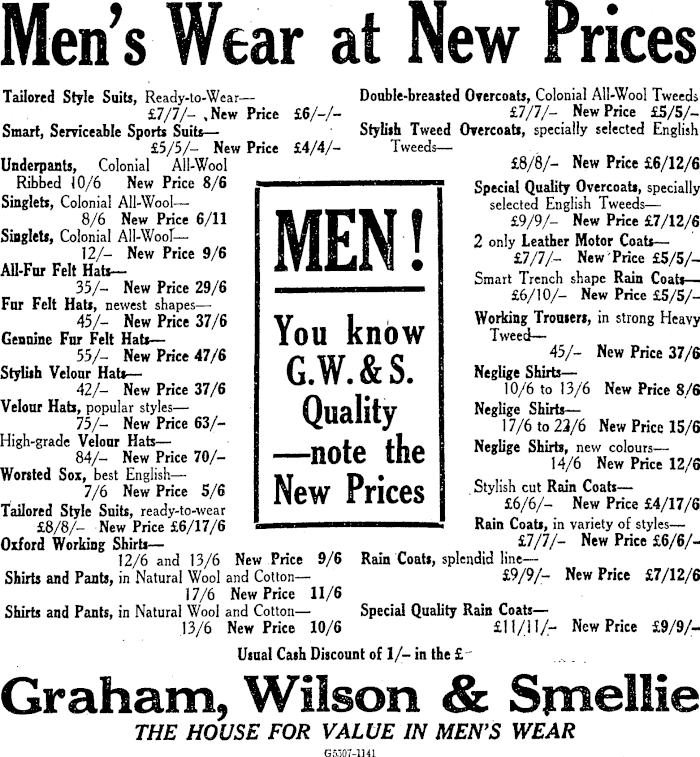 Men's Wear at New Prices
Tailored Style Suits, Ready-to-Wear—
£7/7/- New Price £6/-/-
Smart, Serviceable Sports Suits—
£5/5/- New Price £4/4/-
Underpants, Colonial All-Wool
Ribbed 10/6 New Price 8/6
Singlets, Colonial All-Wool—
8/6 New Price 6/11
Singlets, Colonial All-Wool—
12/- New Price 9/6
All-Fur Felt Hats—
35/- New Price 29/6
Fur Felt Hats, newest shapes—
45/- New Price 37/6
Genuine Fur Felt Hats—
55/- New Price 47/6
Stylish Velour Hats—
42/- New Price 37/6
Velour Hats, popular styles—
75/- New Price 63/-
High-grade Velour Hats—
84/- New Price 70/-
Worsted Sox, best English—
7/6 New Price 5/6
Tailored Style Suits, ready-to-wear
£8/8/- New Price £6/17/6
Oxford Working Shirts—
12/6 and 13/6 New Price 9/6
Shirts and Pants, in Natural Wool and Cotton—
17/6 New Price 11/6
Shirts and Pants, in Natural Wool and Cotton—
13/6 New Price 10/6
MEN!
You know
G.W. & S.
Quality
—note the
New Prices
Double-breasted Overcoats, Colonial All-Wool Tweeds
£7/7/- New Price £5/5/-
Stylish Tweed Overcoats, specially selected English
Tweeds—
£8/8/- New Price £6/12/6
Special Quality Overcoats, specially
selected English Tweeds—
£9/9/- New Price £7/12/6
2 only Leather Motor Coats—
£7/7/- New Price £5/5/-
Smart Trench shape Rain Coats—
£6/10/- New Price £5/5/-
Working Trousers, in strong Heavy
Tweed—
45/- New Price 37/6
Neglige Shirts—
10/6 to 13/6 New Price 8/6
Neglige Shirts—
17/6 to 22/6 New Price 15/6
Neglige Shirts, new colours—
14/6 New Price 12/6
Stylish cut Rain Coats—
£6/6/- New Price £4/17/6
Rain Coats, in variety of styles—
£7/7/- New Price £6/6/-
Rain Coats, splendid line—
£9/9/- New Price £7/12/6
Special Quality Rain Coats—
£11/11/- New Price £9/9/-
Usual Cash Discount of 1/- in the £
Graham, Wilson & Smellie
THE HOUSE FOR VALUE IN MEN'S WEAR
G5307-1141